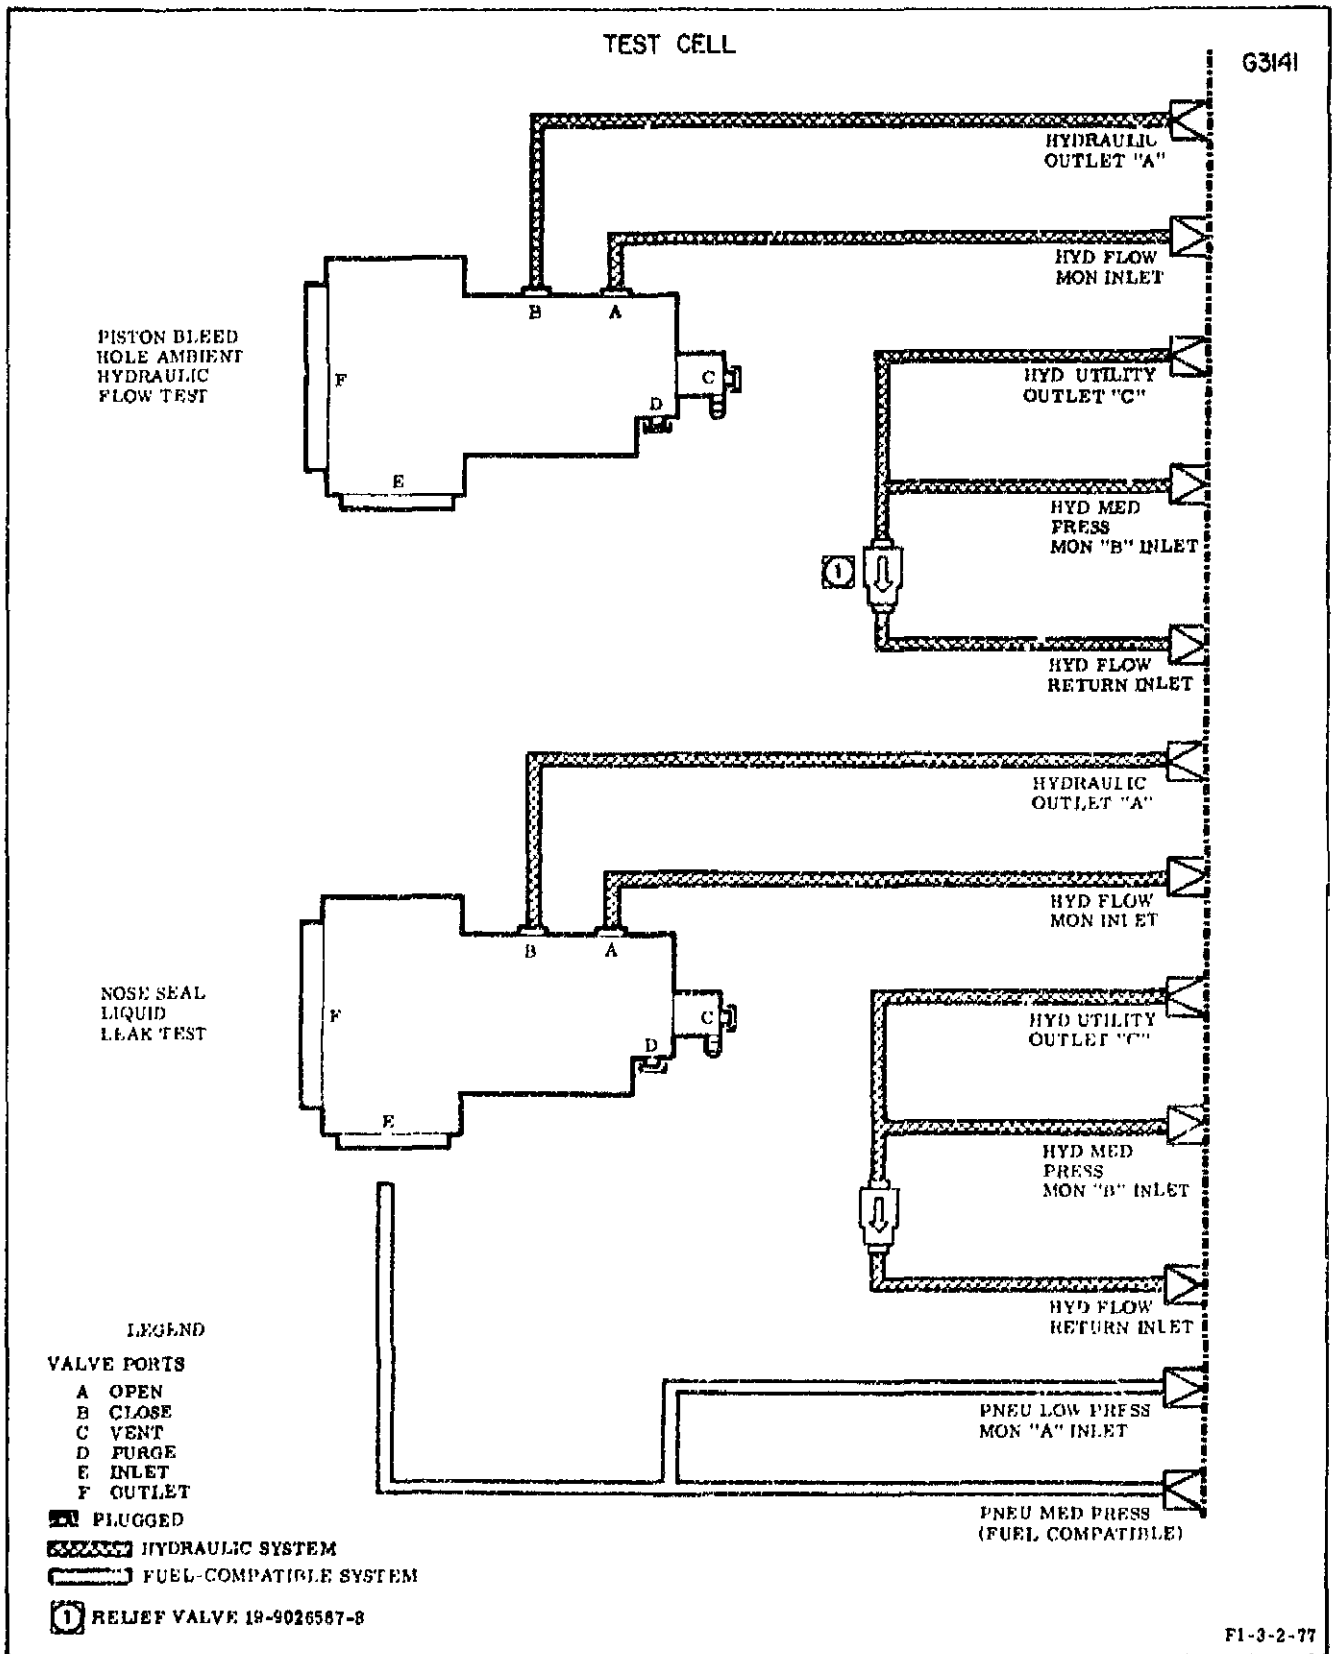 TEST CELL
G3141
HYDRAULIC
OUTLET "A"
HYD FLOW
MON INLET
B
A
PISTON BLEED
HOLE AMBIENT
HYDRAULIC
FLOW TEST
F
C
D
E
HYD UTILITY
OUTLET "C"
HYD MED
PRESS
MON "B" INLET
1
HYD FLOW
RETURN INLET
HYDRAULIC
OUTLET "A"
HYD FLOW
MON INLET
B
A
NOSE SEAL
LIQUID
LEAK TEST
F
C
D
E
HYD UTILITY
OUTLET "C"
HYD MED
PRESS
MON "B" INLET
HYD FLOW
RETURN INLET
PNEU LOW PRESS
MON "A" INLET
PNEU MED PRESS
(FUEL COMPATIBLE)
LEGEND
VALVE PORTS
A OPEN
B CLOSE
C VENT
D PURGE
E INLET
F OUTLET
PLUGGED
HYDRAULIC SYSTEM
FUEL-COMPATIBLE SYSTEM
1 RELIEF VALVE 19-9026587-8
F1-3-2-77